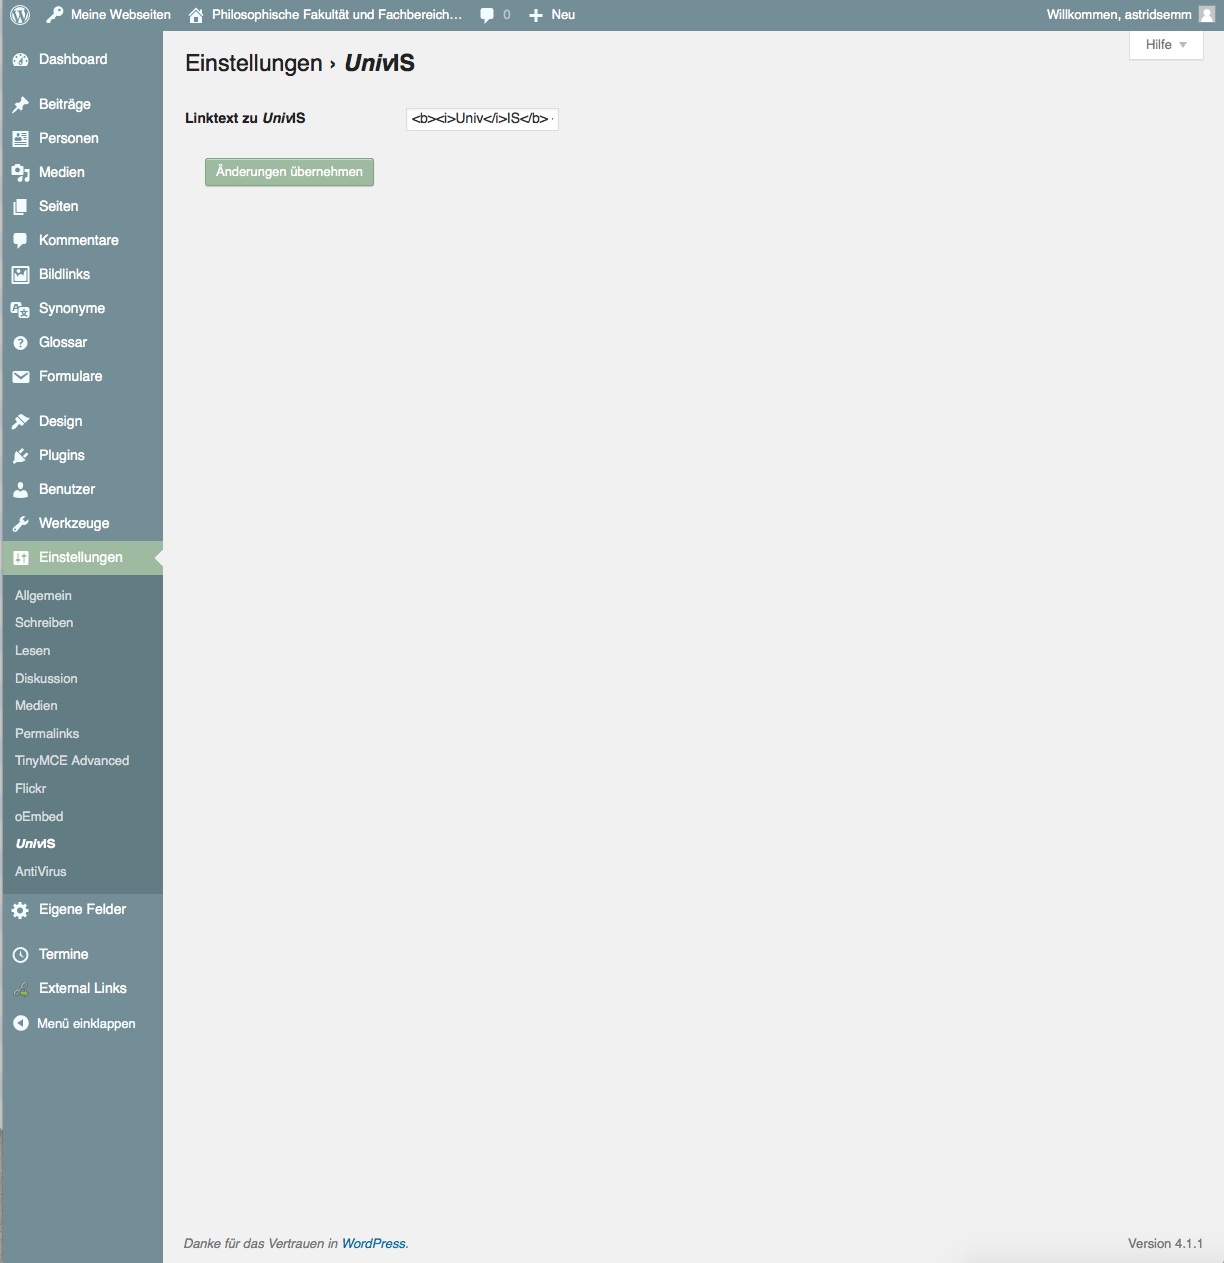 Meine Webseiten Philosophische Fakultät und Fachbereich... 0 Neu Willkommen, astridsemm
Hilfe
Einstellungen › UnivIS
Linktext zu UnivIS <b><i>Univ</i>IS</b>
Änderungen übernehmen
Dashboard
Beiträge
Personen
Medien
Seiten
Kommentare
Bildlinks
Synonyme
Glossar
Formulare
Design
Plugins
Benutzer
Werkzeuge
Einstellungen
Allgemein
Schreiben
Lesen
Diskussion
Medien
Permalinks
TinyMCE Advanced
Flickr
oEmbed
UnivIS
AntiVirus
Eigene Felder
Termine
External Links
Menü einklappen
Danke für das Vertrauen in WordPress. Version 4.1.1